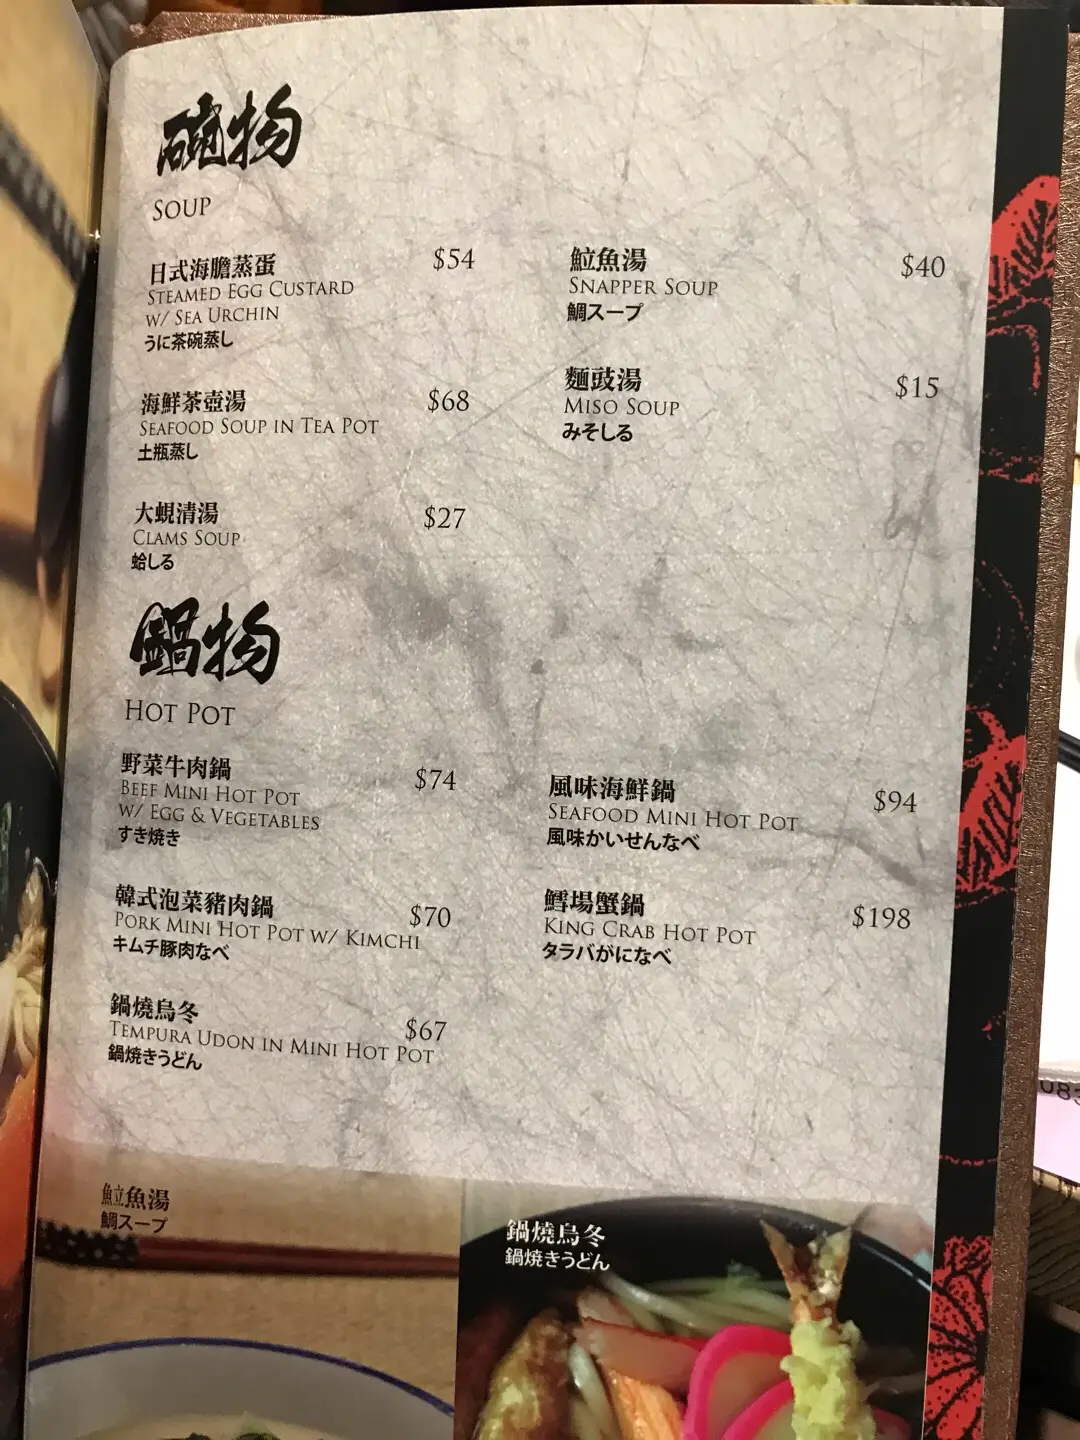 碗物
SOUP
日式海膽蒸蛋 $54
STEAMED EGG CUSTARD
W/ SEA URCHIN
うに茶碗蒸し
海鮮茶壺湯 $68
SEAFOOD SOUP IN TEA POT
土瓶蒸し
大蜆清湯 $27
CLAMS SOUP
蛤しる
鮋魚湯 $40
SNAPPER SOUP
鯛スープ
麵豉湯 $15
MISO SOUP
みそしる
鍋物
HOT POT
野菜牛肉鍋 $74
BEEF MINI HOT POT
W/ EGG & VEGETABLES
すき焼き
韓式泡菜豬肉鍋 $70
PORK MINI HOT POT W/ KIMCHI
キムチ豚肉なべ
鍋燒烏冬 $67
TEMPURA UDON IN MINI HOT POT
鍋焼きうどん
風味海鮮鍋 $94
SEAFOOD MINI HOT POT
風味かいせんなべ
鱈場蟹鍋 $198
KING CRAB HOT POT
タラバがになべ
魚立魚湯
鯛スープ
鍋燒烏冬
鍋焼きうどん
083